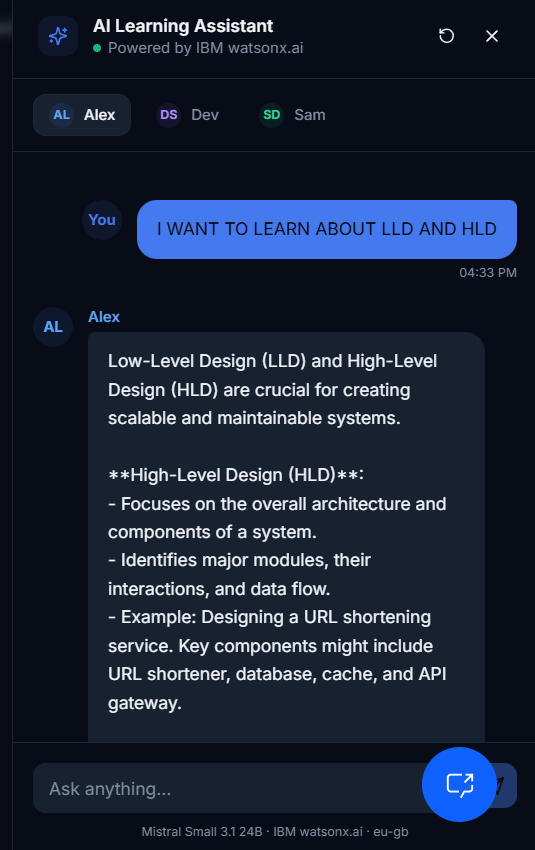 AI Learning Assistant
Powered by IBM watsonx.ai
AL Alex DS Dev SD Sam
You I WANT TO LEARN ABOUT LLD AND HLD
04:33 PM
Alex
AL
Low-Level Design (LLD) and High-Level
Design (HLD) are crucial for creating
scalable and maintainable systems.
**High-Level Design (HLD)**:
- Focuses on the overall architecture and
components of a system.
- Identifies major modules, their
interactions, and data flow.
- Example: Designing a URL shortening
service. Key components might include
URL shortener, database, cache, and API
gateway.
Ask anything...
Mistral Small 3.1 24B · IBM watsonx.ai · eu-gb